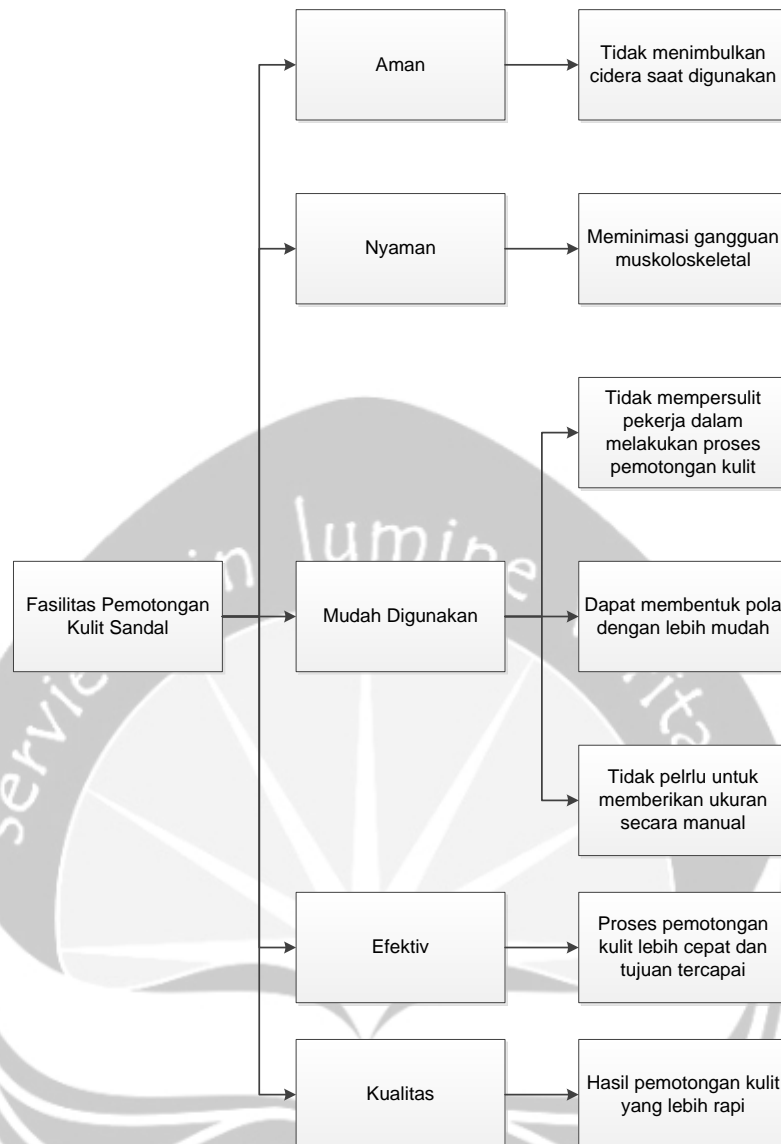 Aman
Tidak menimbulkan
cidera saat digunakan
Nyaman
Meminimasi gangguan
muskoloskeletal
Tidak mempersulit
pekerja dalam
melakukan proses
pemotongan kulit
Fasilitas Pemotongan
Kulit Sandal
Mudah Digunakan
Dapat membentuk pola
dengan lebih mudah
Tidak pelrlu untuk
memberikan ukuran
secara manual
Efektiv
Proses pemotongan
kulit lebih cepat dan
tujuan tercapai
Kualitas
Hasil pemotongan kulit
yang lebih rapi
in lumine